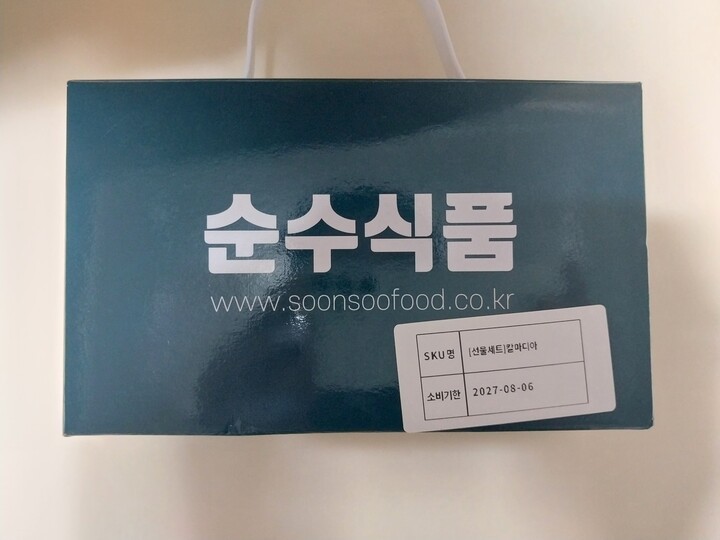 순수식품
www.soonsoofood.co.kr
SKU명 [선물세트]칼마디아
소비기한 2027-08-06